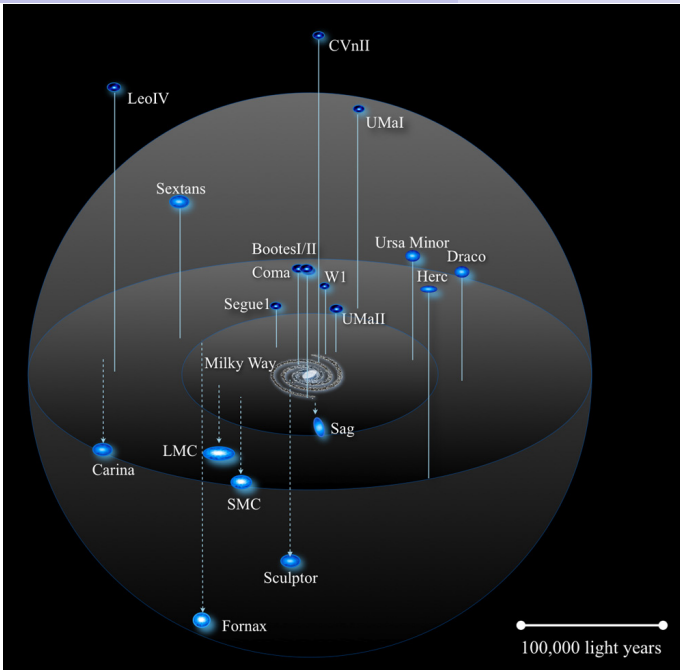 CVnII
LeoIV
UMaI
Sextans
Ursa Minor
BootesI/II
Draco
Coma
W1
Herc
Segue1
UMaII
Milky Way
Sag
LMC
Carina
SMC
Sculptor
Fornax
100,000 light years